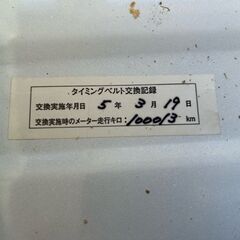 タイミングベルト交換記録
交換実施年月日 5 年 3 月 19 日
交換実施時のメーター走行キロ：100013 km